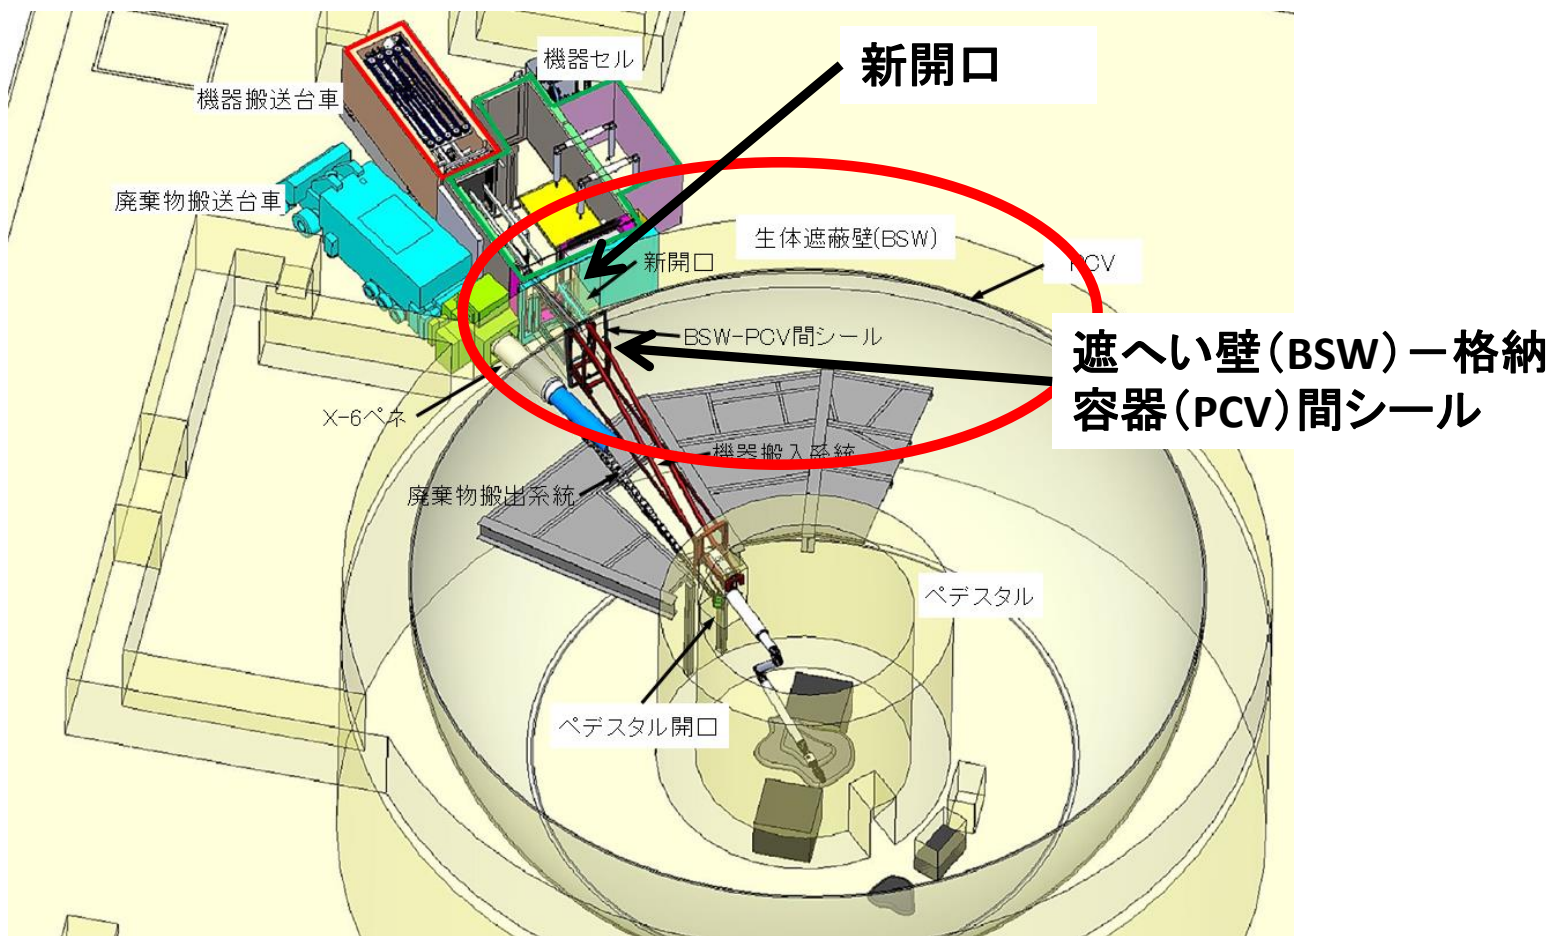 機器セル
新開口
機器搬送台車
廃棄物搬送台車
生体遮蔽壁(BSW)
新開口
PCV
BSW-PCV間シール
遮へい壁(BSW)-格納
容器(PCV)間シール
X-6ペネ
機器搬入系統
廃棄物搬出系統
ペデスタル
ペデスタル開口